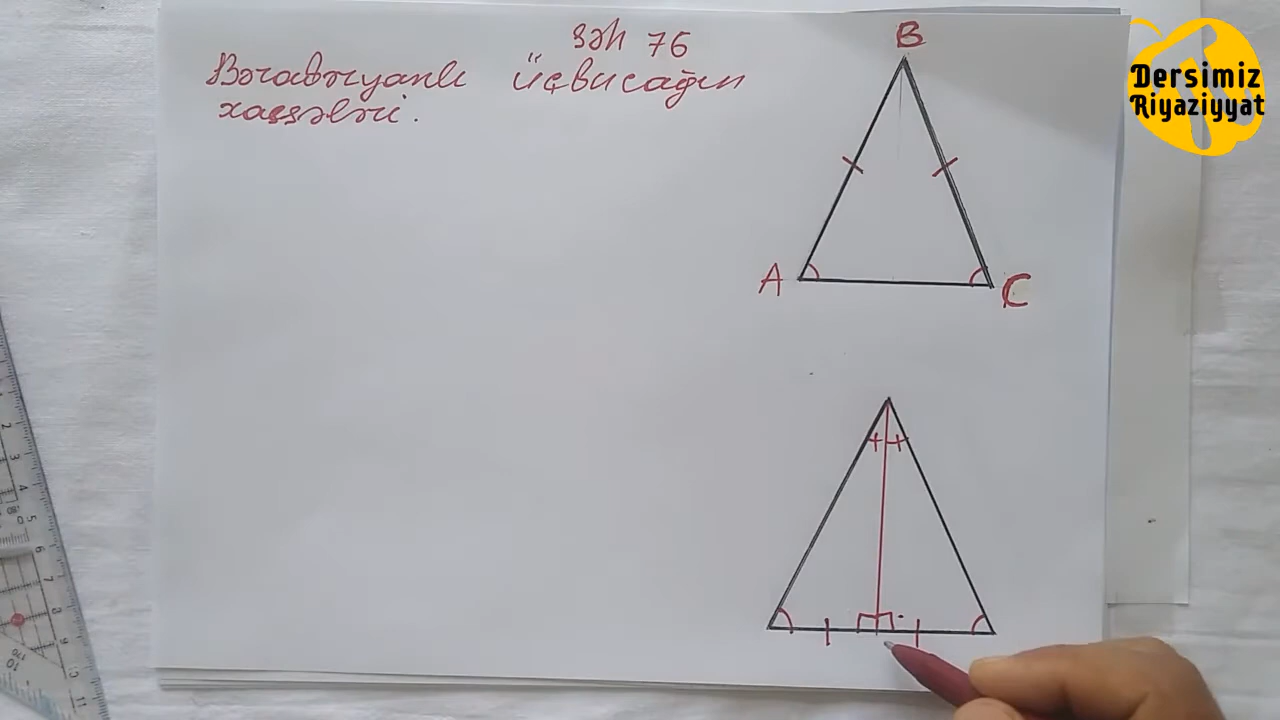 səh 76
Bərabəryanlı üçbucağın
xassələri.
B
A
C
Dersimiz
Riyaziyyat